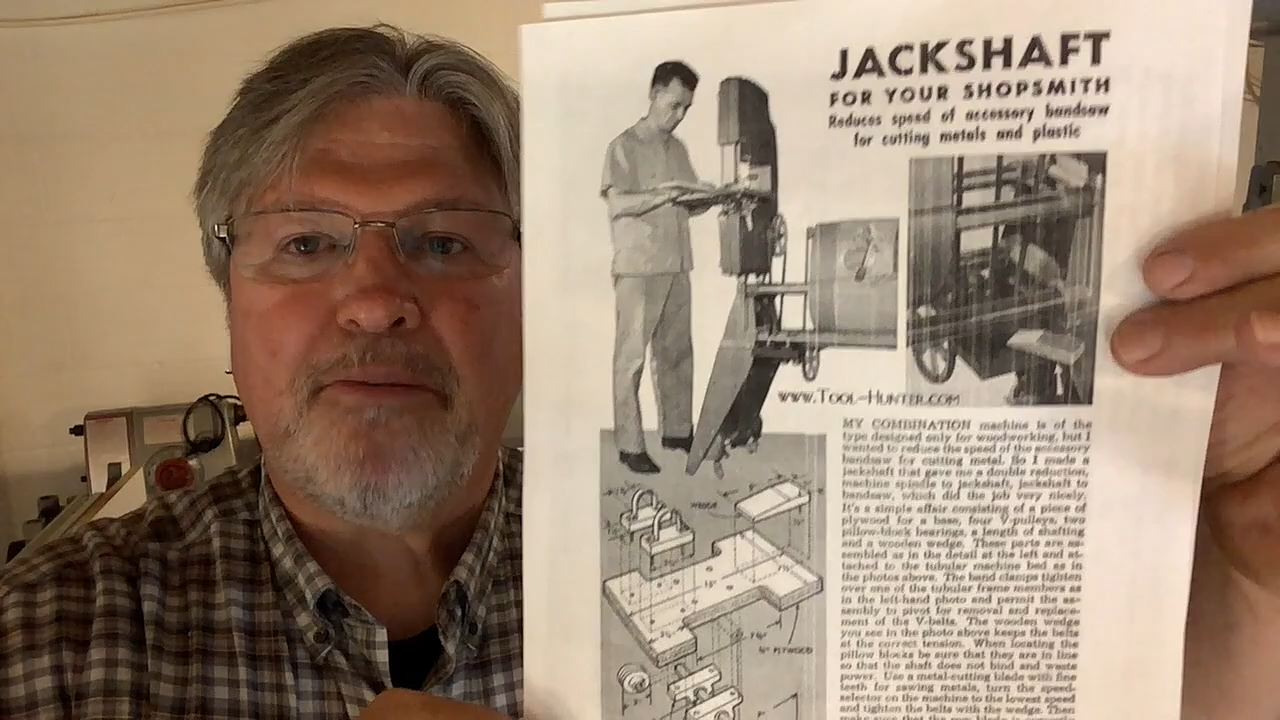 JACKSHAFT
FOR YOUR SHOPSMITH
Reduces speed of accessory bandsaw
for cutting metals and plastic
www.Tool-Hunter.com
MY COMBINATION machine is of the
type designed only for woodworking, but I
wanted to reduce the speed of the accessory
bandsaw for cutting metal. So I made a
jackshaft that gave me a double reduction,
machine spindle to jackshaft, jackshaft to
bandsaw, which did the job very nicely.
It's a simple affair consisting of a piece of
plywood for a base, four V-pulleys, two
pillow-block bearings, a length of shafting
and a wooden wedge. These parts are as-
sembled as in the detail at the left and at-
tached to the tubular machine bed as in
the photos above. The band clamps tighten
over one of the tubular frame members as
in the left-hand photo and permit the as-
sembly to pivot for removal and replace-
ment of the V-belts. The wooden wedge
you see in the photo above keeps the belts
at the correct tension. When locating the
pillow blocks be sure that they are in line
so that the shaft does not bind and waste
power. Use a metal-cutting blade with fine
teeth for sawing metals, turn the speed-
selector on the machine to the lowest speed
and tighten the belts with the wedge. Then
WEDGE
PLYWOOD